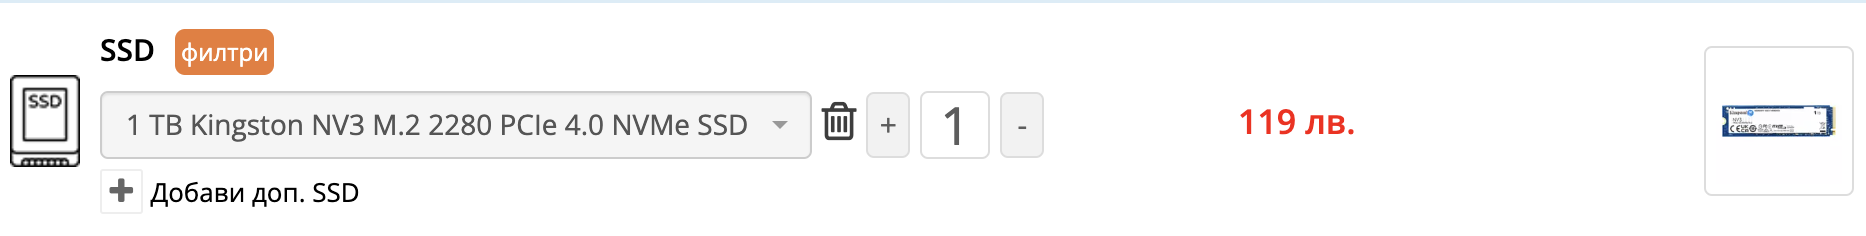 SSD филтри
SSD
1 TB Kingston NV3 M.2 2280 PCIe 4.0 NVMe SSD + 1 - 119 лв.
Добави доп. SSD